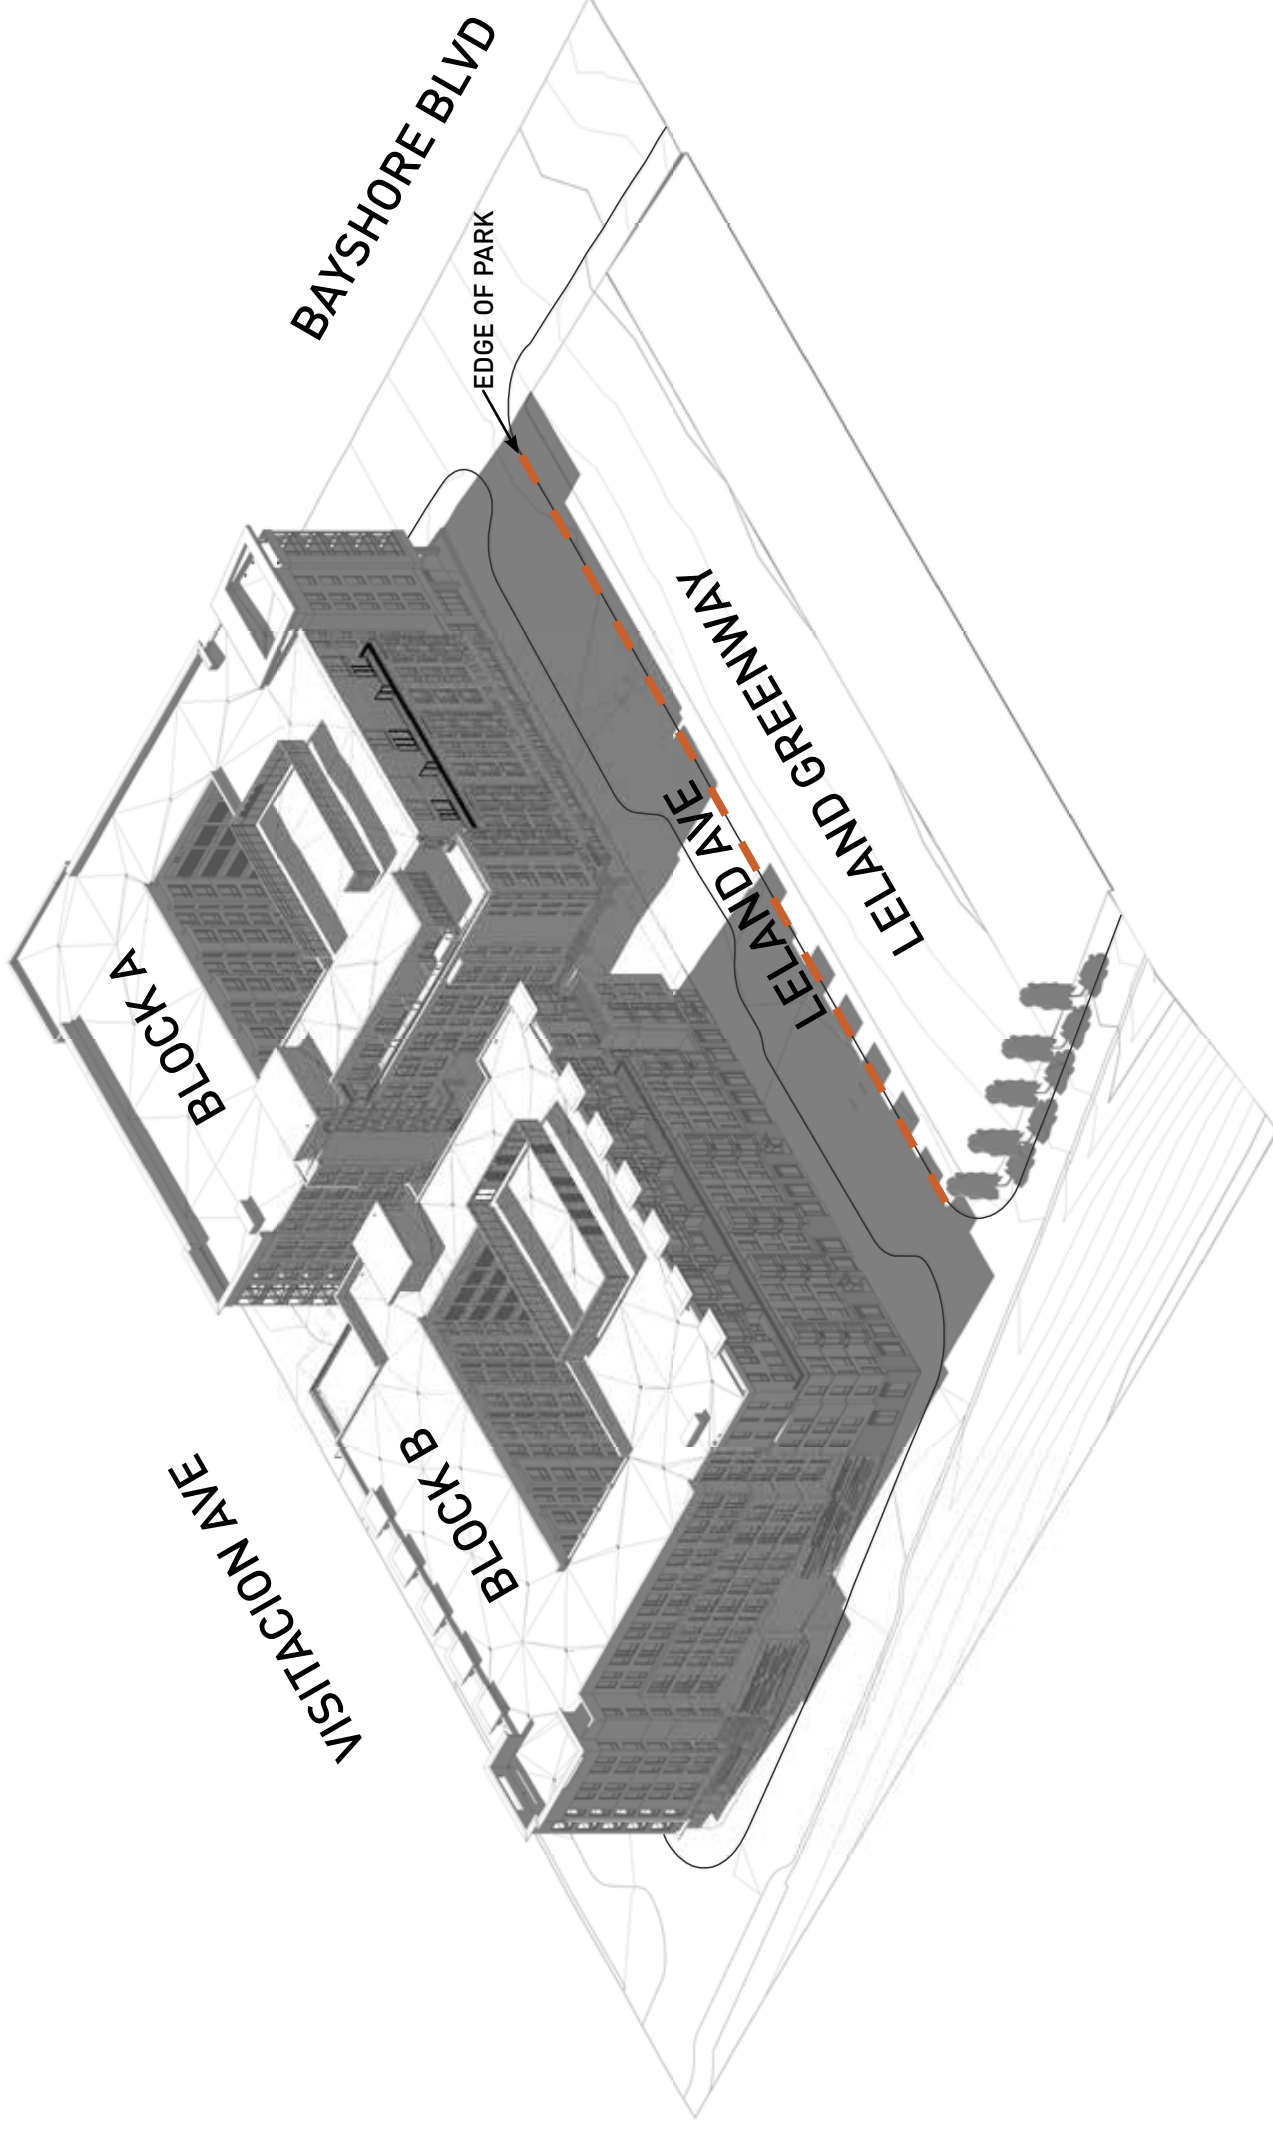 BAYSHORE BLVD
EDGE OF PARK
BLOCK A
LELAND AVE
LELAND GREENWAY
BLOCK B
VISITACION AVE